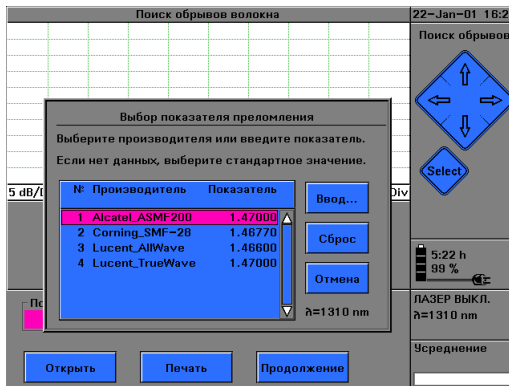 Поиск обрывов волокна
22-Jan-01 16:2
Поиск обрывов
Выбор показателя преломления
Выберите производителя или введите показатель.
Если нет данных, выберите стандартное значение.
№ Производитель Показатель
1 Alcatel_ASMF200 1.47000
2 Corning_SMF-28 1.46770
3 Lucent_AllWave 1.46600
4 Lucent_TrueWave 1.47000
Ввод...
Сброс
Отмена
λ=1310 nm
Select
5 dB/
Div
5:22 h
99 %
ЛАЗЕР ВЫКЛ.
λ=1310 nm
По
Усреднение
Открыть
Печать
Продолжение